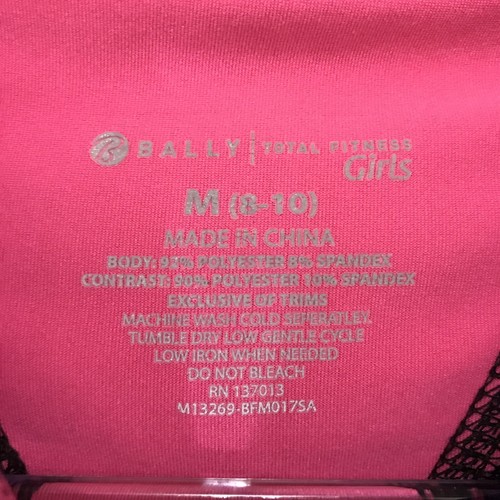 BALLY TOTAL FITNESS
Girls
M (8-10)
MADE IN CHINA
BODY: 92% POLYESTER 8% SPANDEX
CONTRAST: 90% POLYESTER 10% SPANDEX
EXCLUSIVE OF TRIMS
MACHINE WASH COLD SEPERATLEY.
TUMBLE DRY LOW GENTLE CYCLE
LOW IRON WHEN NEEDED
DO NOT BLEACH
RN 137013
M13269-BFM017SA